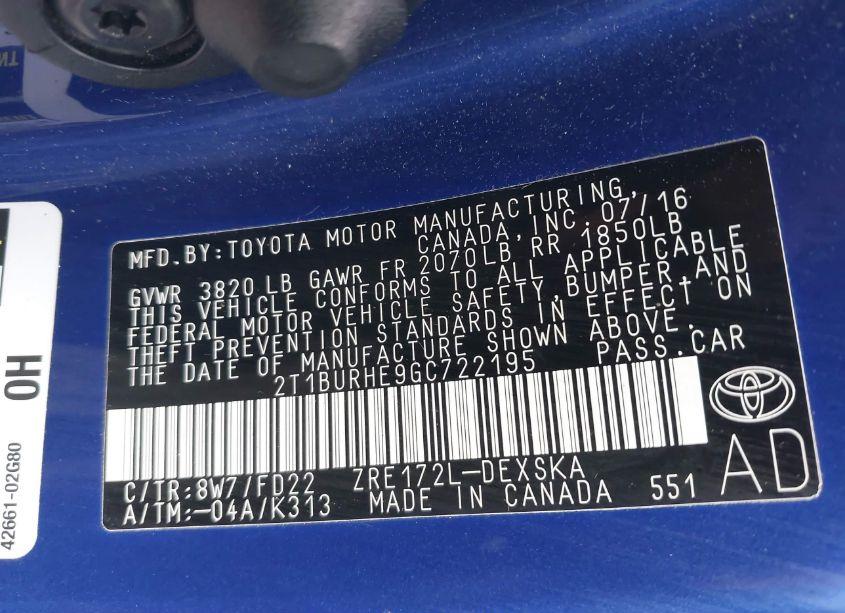 MFD.BY:TOYOTA MOTOR MANUFACTURING,
CANADA,INC. 07/16
GVWR 3820 LB GAWR FR 2070LB RR 1850LB
THIS VEHICLE CONFORMS TO ALL APPLICABLE
FEDERAL MOTOR VEHICLE SAFETY,BUMPER,AND
THEFT PREVENTION STANDARDS IN EFFECT ON
THE DATE OF MANUFACTURE SHOWN ABOVE.
2T1BURHE9GC722195 PASS.CAR
C/TR:8W7/FD22 ZRE172L-DEXSKA
A/TM:-04A/K313 MADE IN CANADA 551
AD
OH
42661-02G80